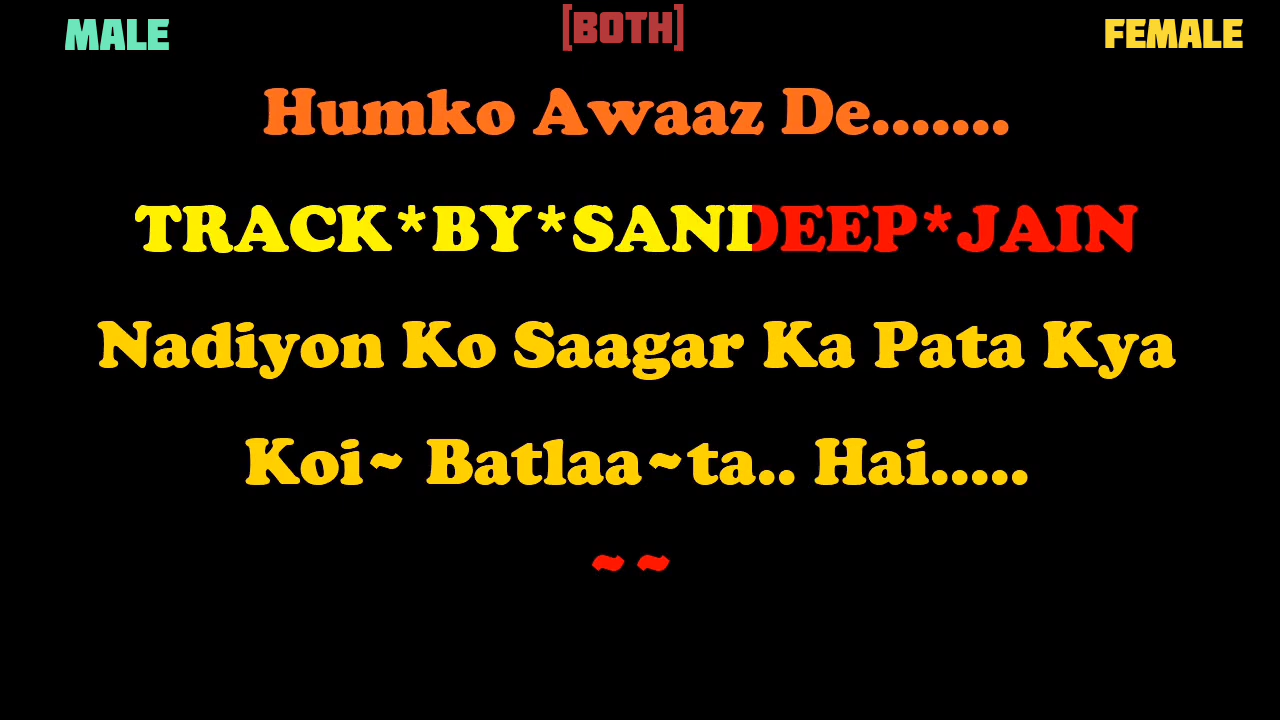 MALE [BOTH] FEMALE
Humko Awaaz De.......
TRACK*BY*SANDEEP*JAIN
Nadiyon Ko Saagar Ka Pata Kya
Koi~ Batlaa~ta.. Hai.....
~ ~